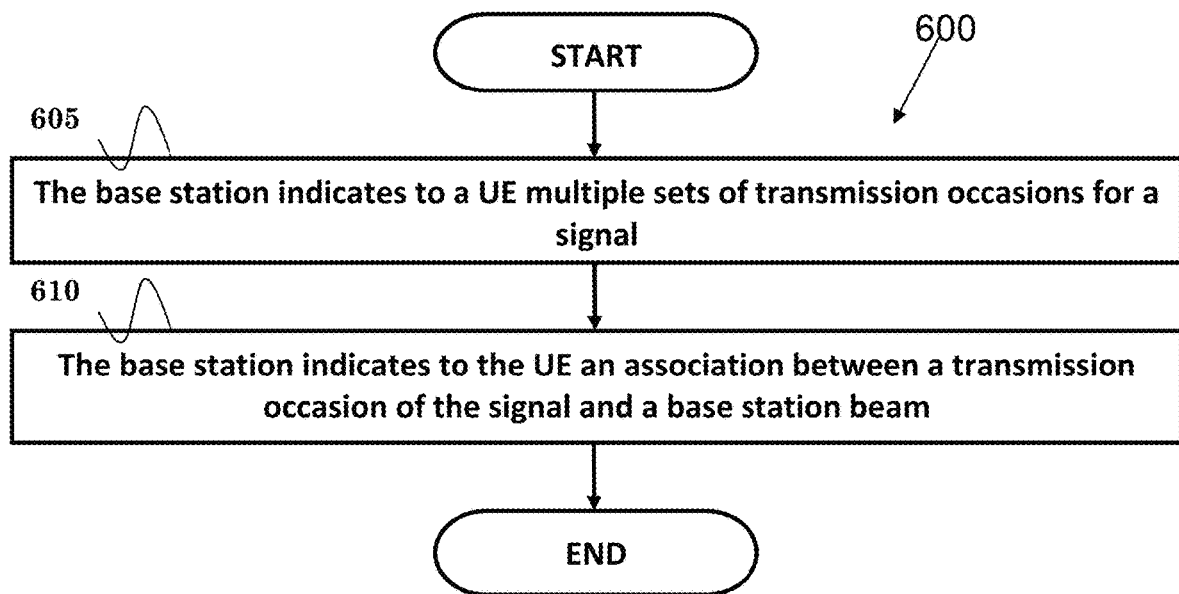 START
600
605
The base station indicates to a UE multiple sets of transmission occasions for a
signal
610
The base station indicates to the UE an association between a transmission
occasion of the signal and a base station beam
END